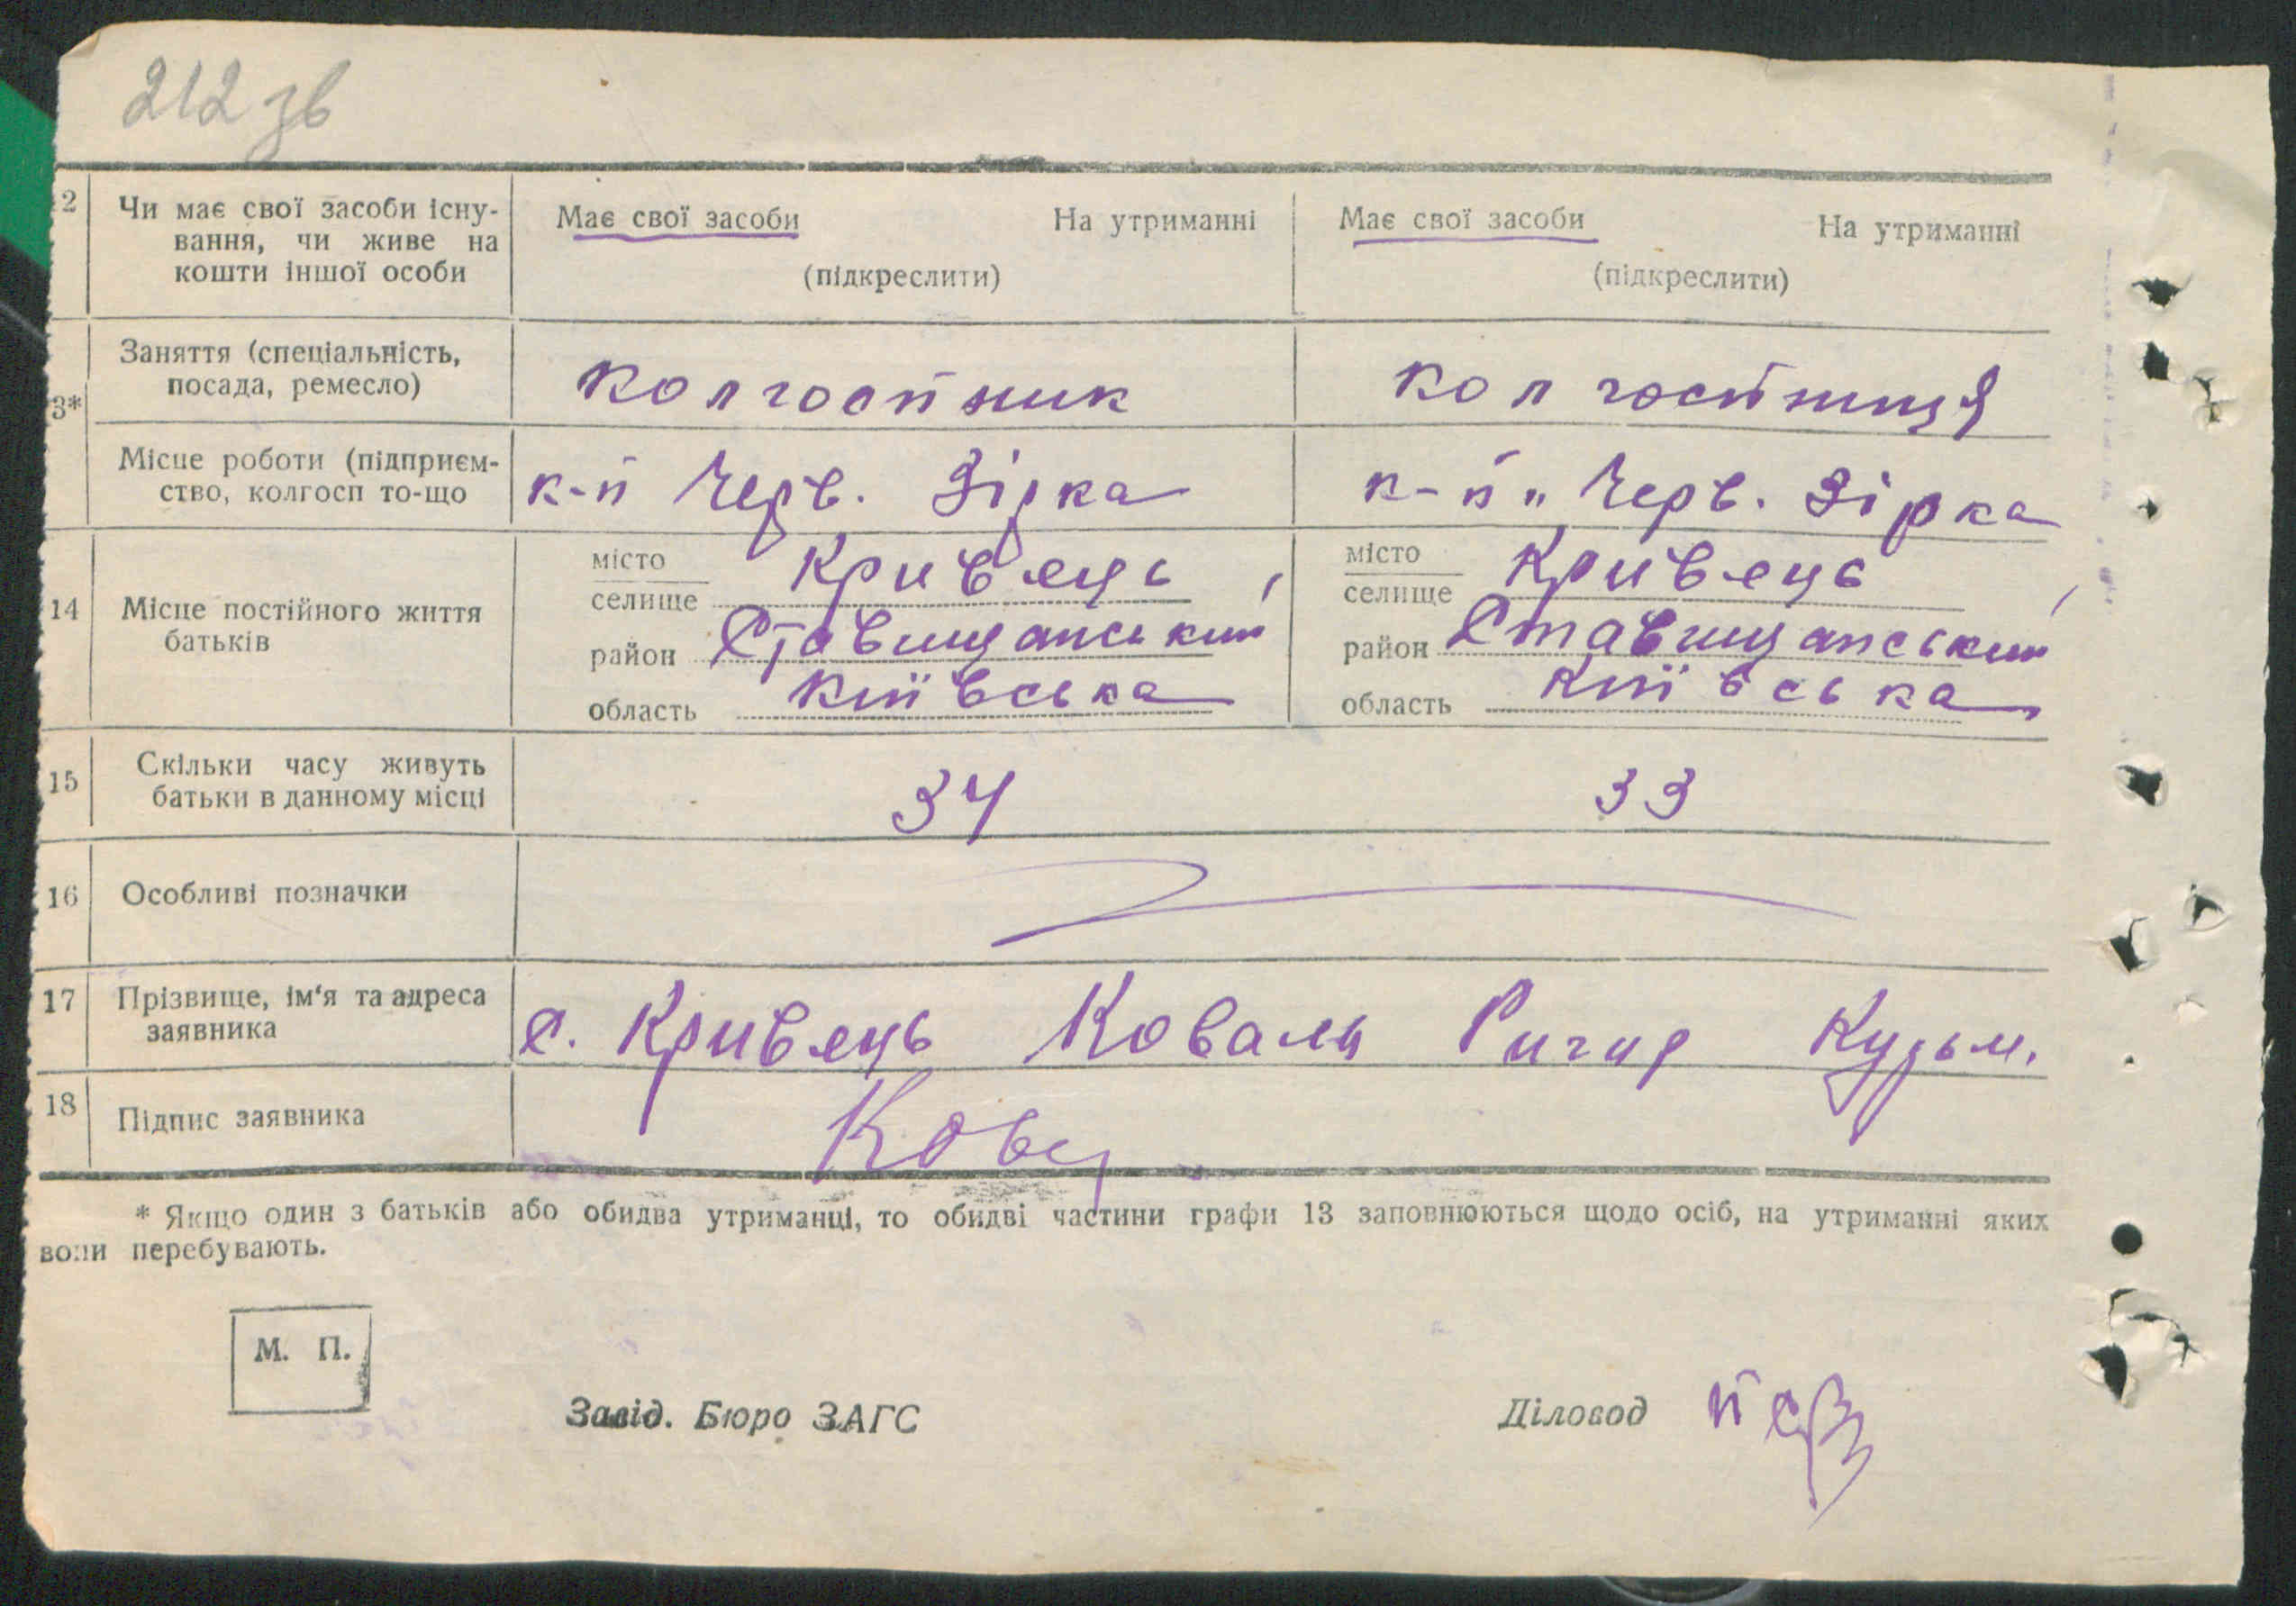 212 зв
2 Чи має свої засоби існу- Має свої засоби На утриманні Має свої засоби На утриманні
вання, чи живе на
кошти іншої особи (підкреслити) (підкреслити)
Заняття (спеціальність,
посада, ремесло) колгоспник колгоспниця
3*
Місце роботи (підприєм-
ство, колгосп то-що к-п Черв. Зірка к-п „ Черв. Зірка
місто Кривець, місто Кривець,
селище селище
14 Місце постійного життя
батьків район Ставищанський район Ставищанський
область Київська область Київська
15 Скільки часу живуть
батьки в данному місці 34 33
16 Особливі позначки
17 Прізвище, ім'я та адреса
заявника с. Кривець Коваль Кузьм.
18 Підпис заявника
* Якщо один з батьків або обидва утриманці, то обидві частини графи 13 заповнюються щодо осіб, на утриманні яких
вони перебувають.
М. П.
Завід. Бюро ЗАГС Діловод